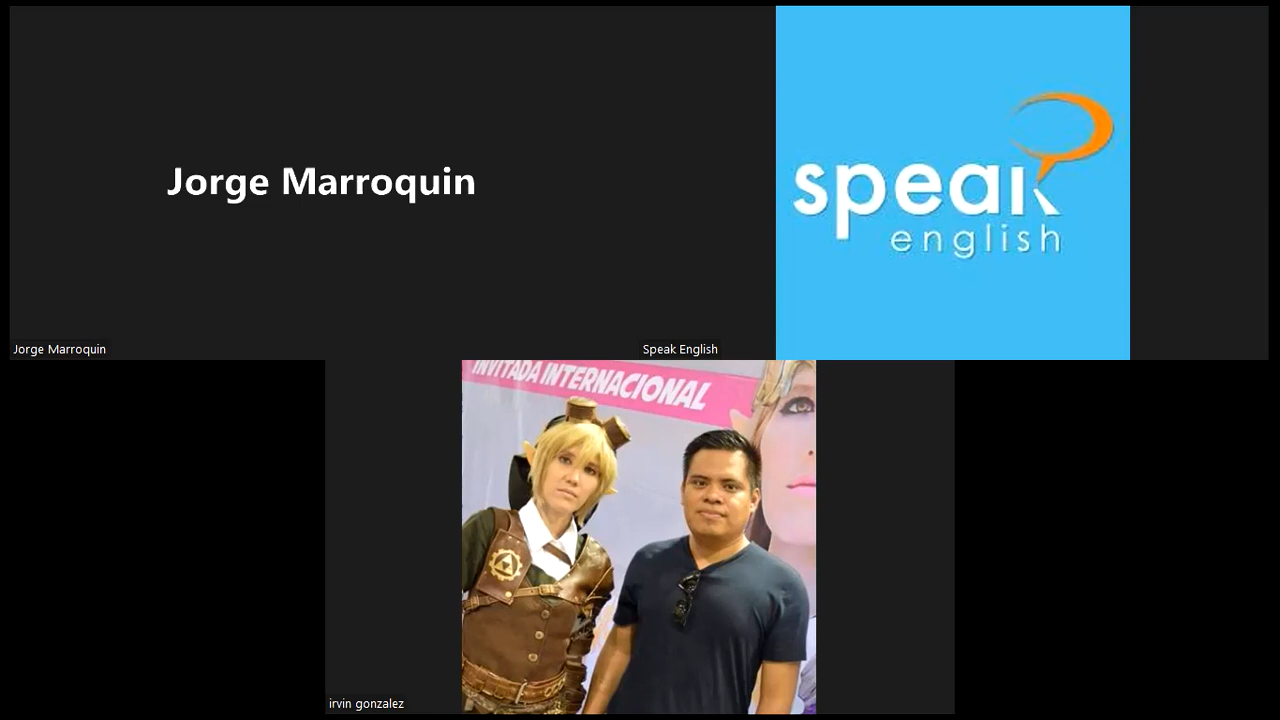 Jorge Marroquin
Jorge Marroquin
speak
english
Speak English
INVITADA INTERNACIONAL
irvin gonzalez